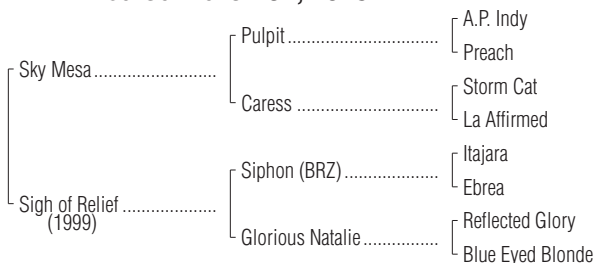 A.P. Indy
Pulpit
Preach
Sky Mesa
Storm Cat
Caress
La Affirmed
Itajara
Siphon (BRZ)
Ebrea
Sigh of Relief
(1999)
Reflected Glory
Glorious Natalie
Blue Eyed Blonde